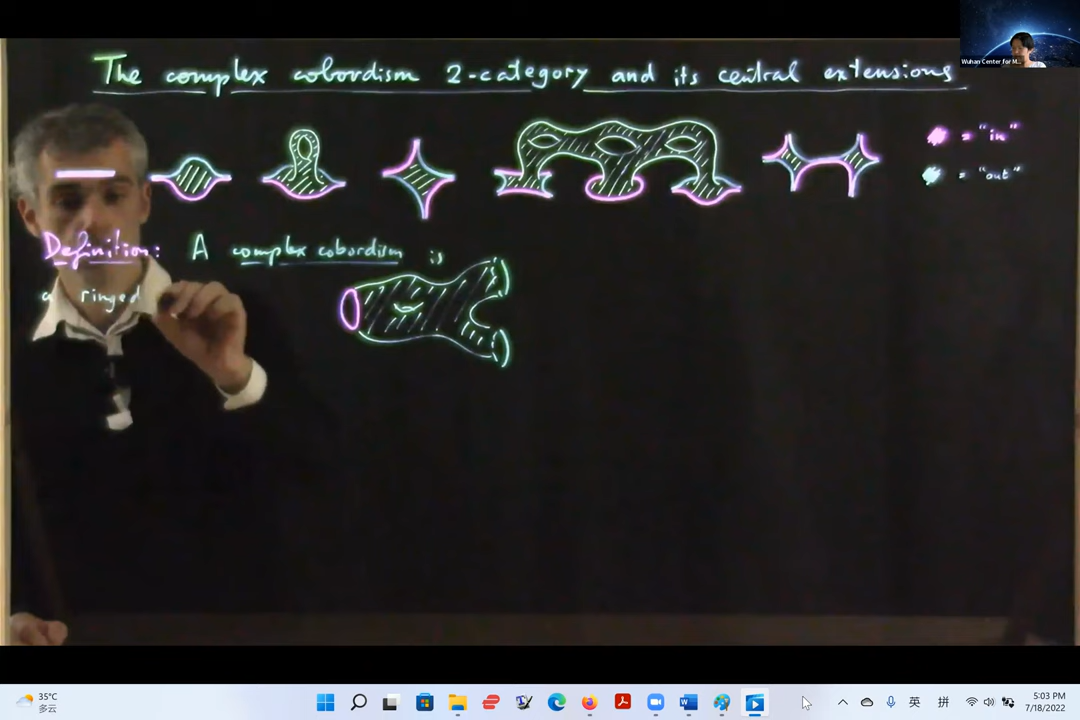 The complex cobordism 2-category and its central extensions
Wuhan Center for M...
= "in"
= "out"
Definition: A complex cobordism is
a ringed
35°C
多云
英
拼
5:03 PM
7/18/2022